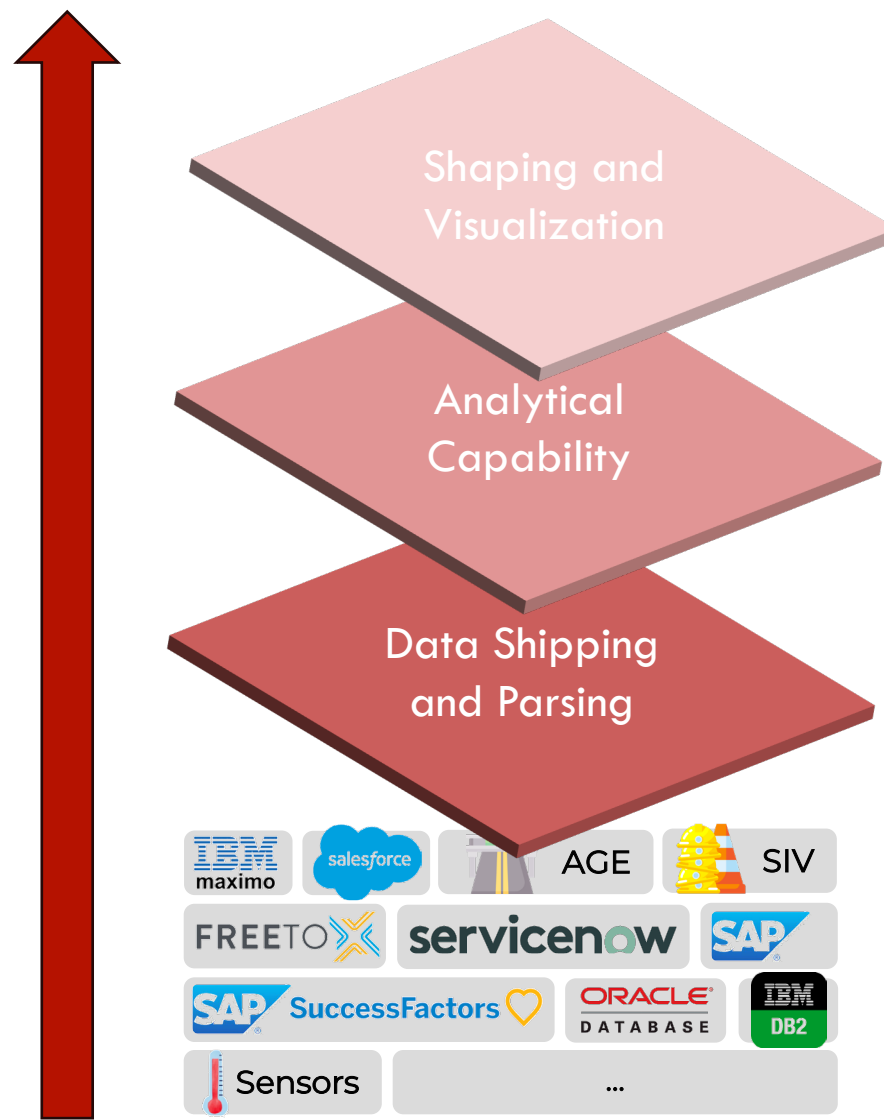 Shaping and
Visualization
Analytical
Capability
Data Shipping
and Parsing
IBM
maximo
salesforce
AGE
SIV
FREETO X
servicenow
SAP
SAP® SuccessFactors
ORACLE®
DATABASE
IBM
DB2
Sensors
...